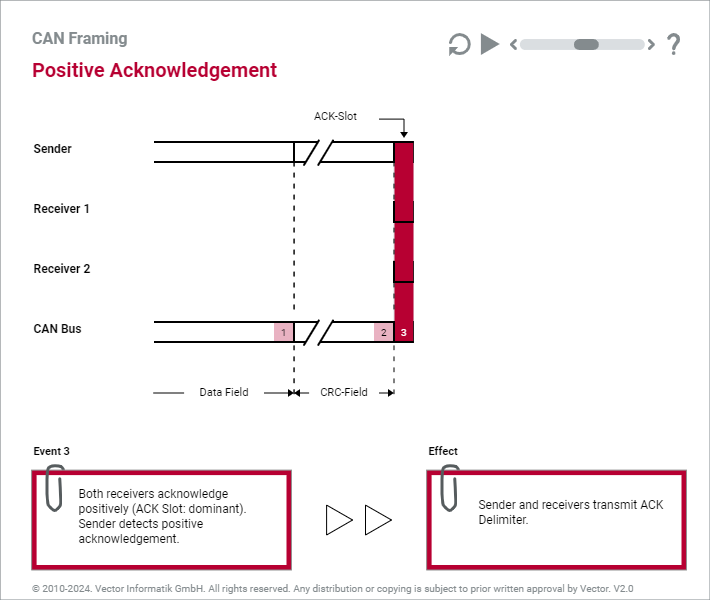 CAN Framing
?
Positive Acknowledgement
ACK-Slot
Sender
Receiver 1
Receiver 2
CAN Bus
1
2
3
Data Field
CRC-Field
Event 3
Effect
Both receivers acknowledge
positively (ACK Slot: dominant).
Sender detects positive
acknowledgement.
Sender and receivers transmit ACK
Delimiter.
© 2010-2024. Vector Informatik GmbH. All rights reserved. Any distribution or copying is subject to prior written approval by Vector. V2.0